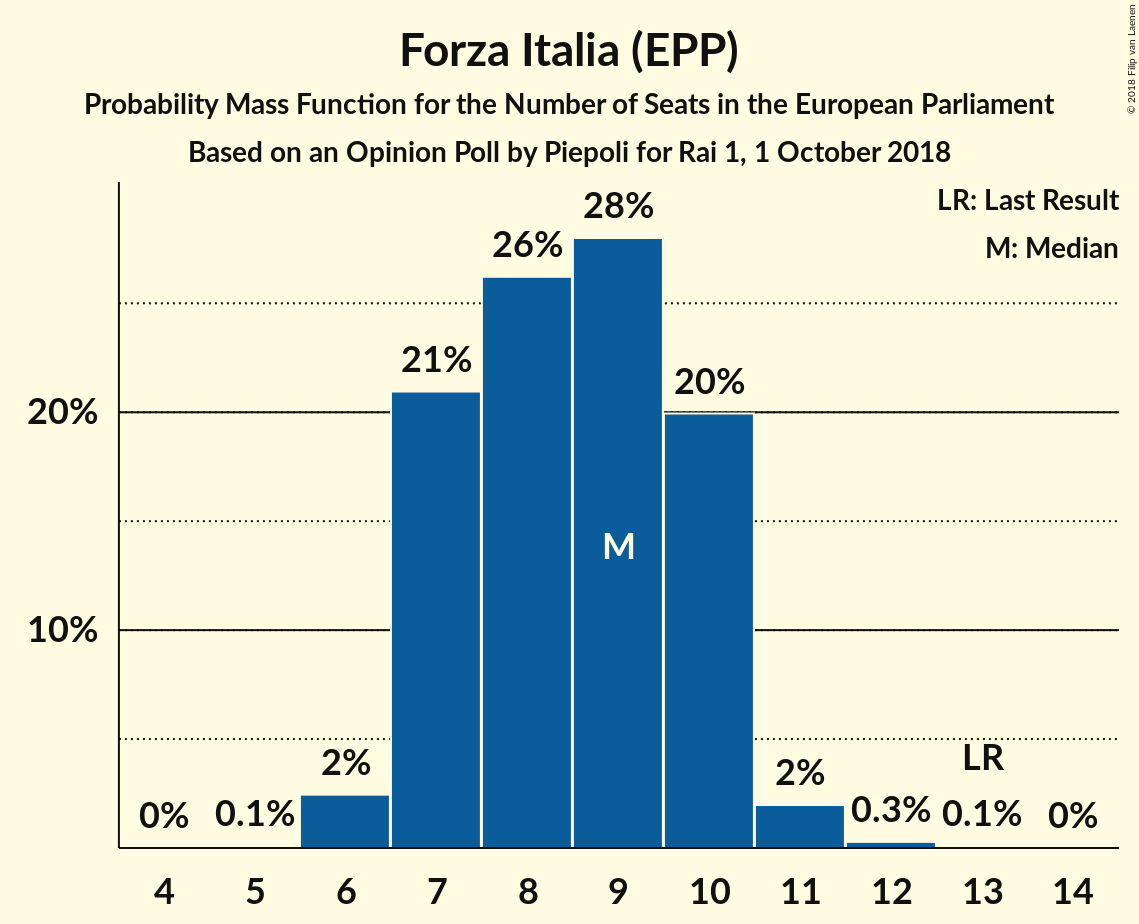 Forza Italia (EPP)
Probability Mass Function for the Number of Seats in the European Parliament
Based on an Opinion Poll by Piepoli for Rai 1, 1 October 2018
© 2018 Filip van Laenen
LR: Last Result
M: Median
28%
26%
21%
20%
20%
M
10%
2%
2%
LR
0%
0.1%
0.3%
0.1%
0%
4 5 6 7 8 9 10 11 12 13 14